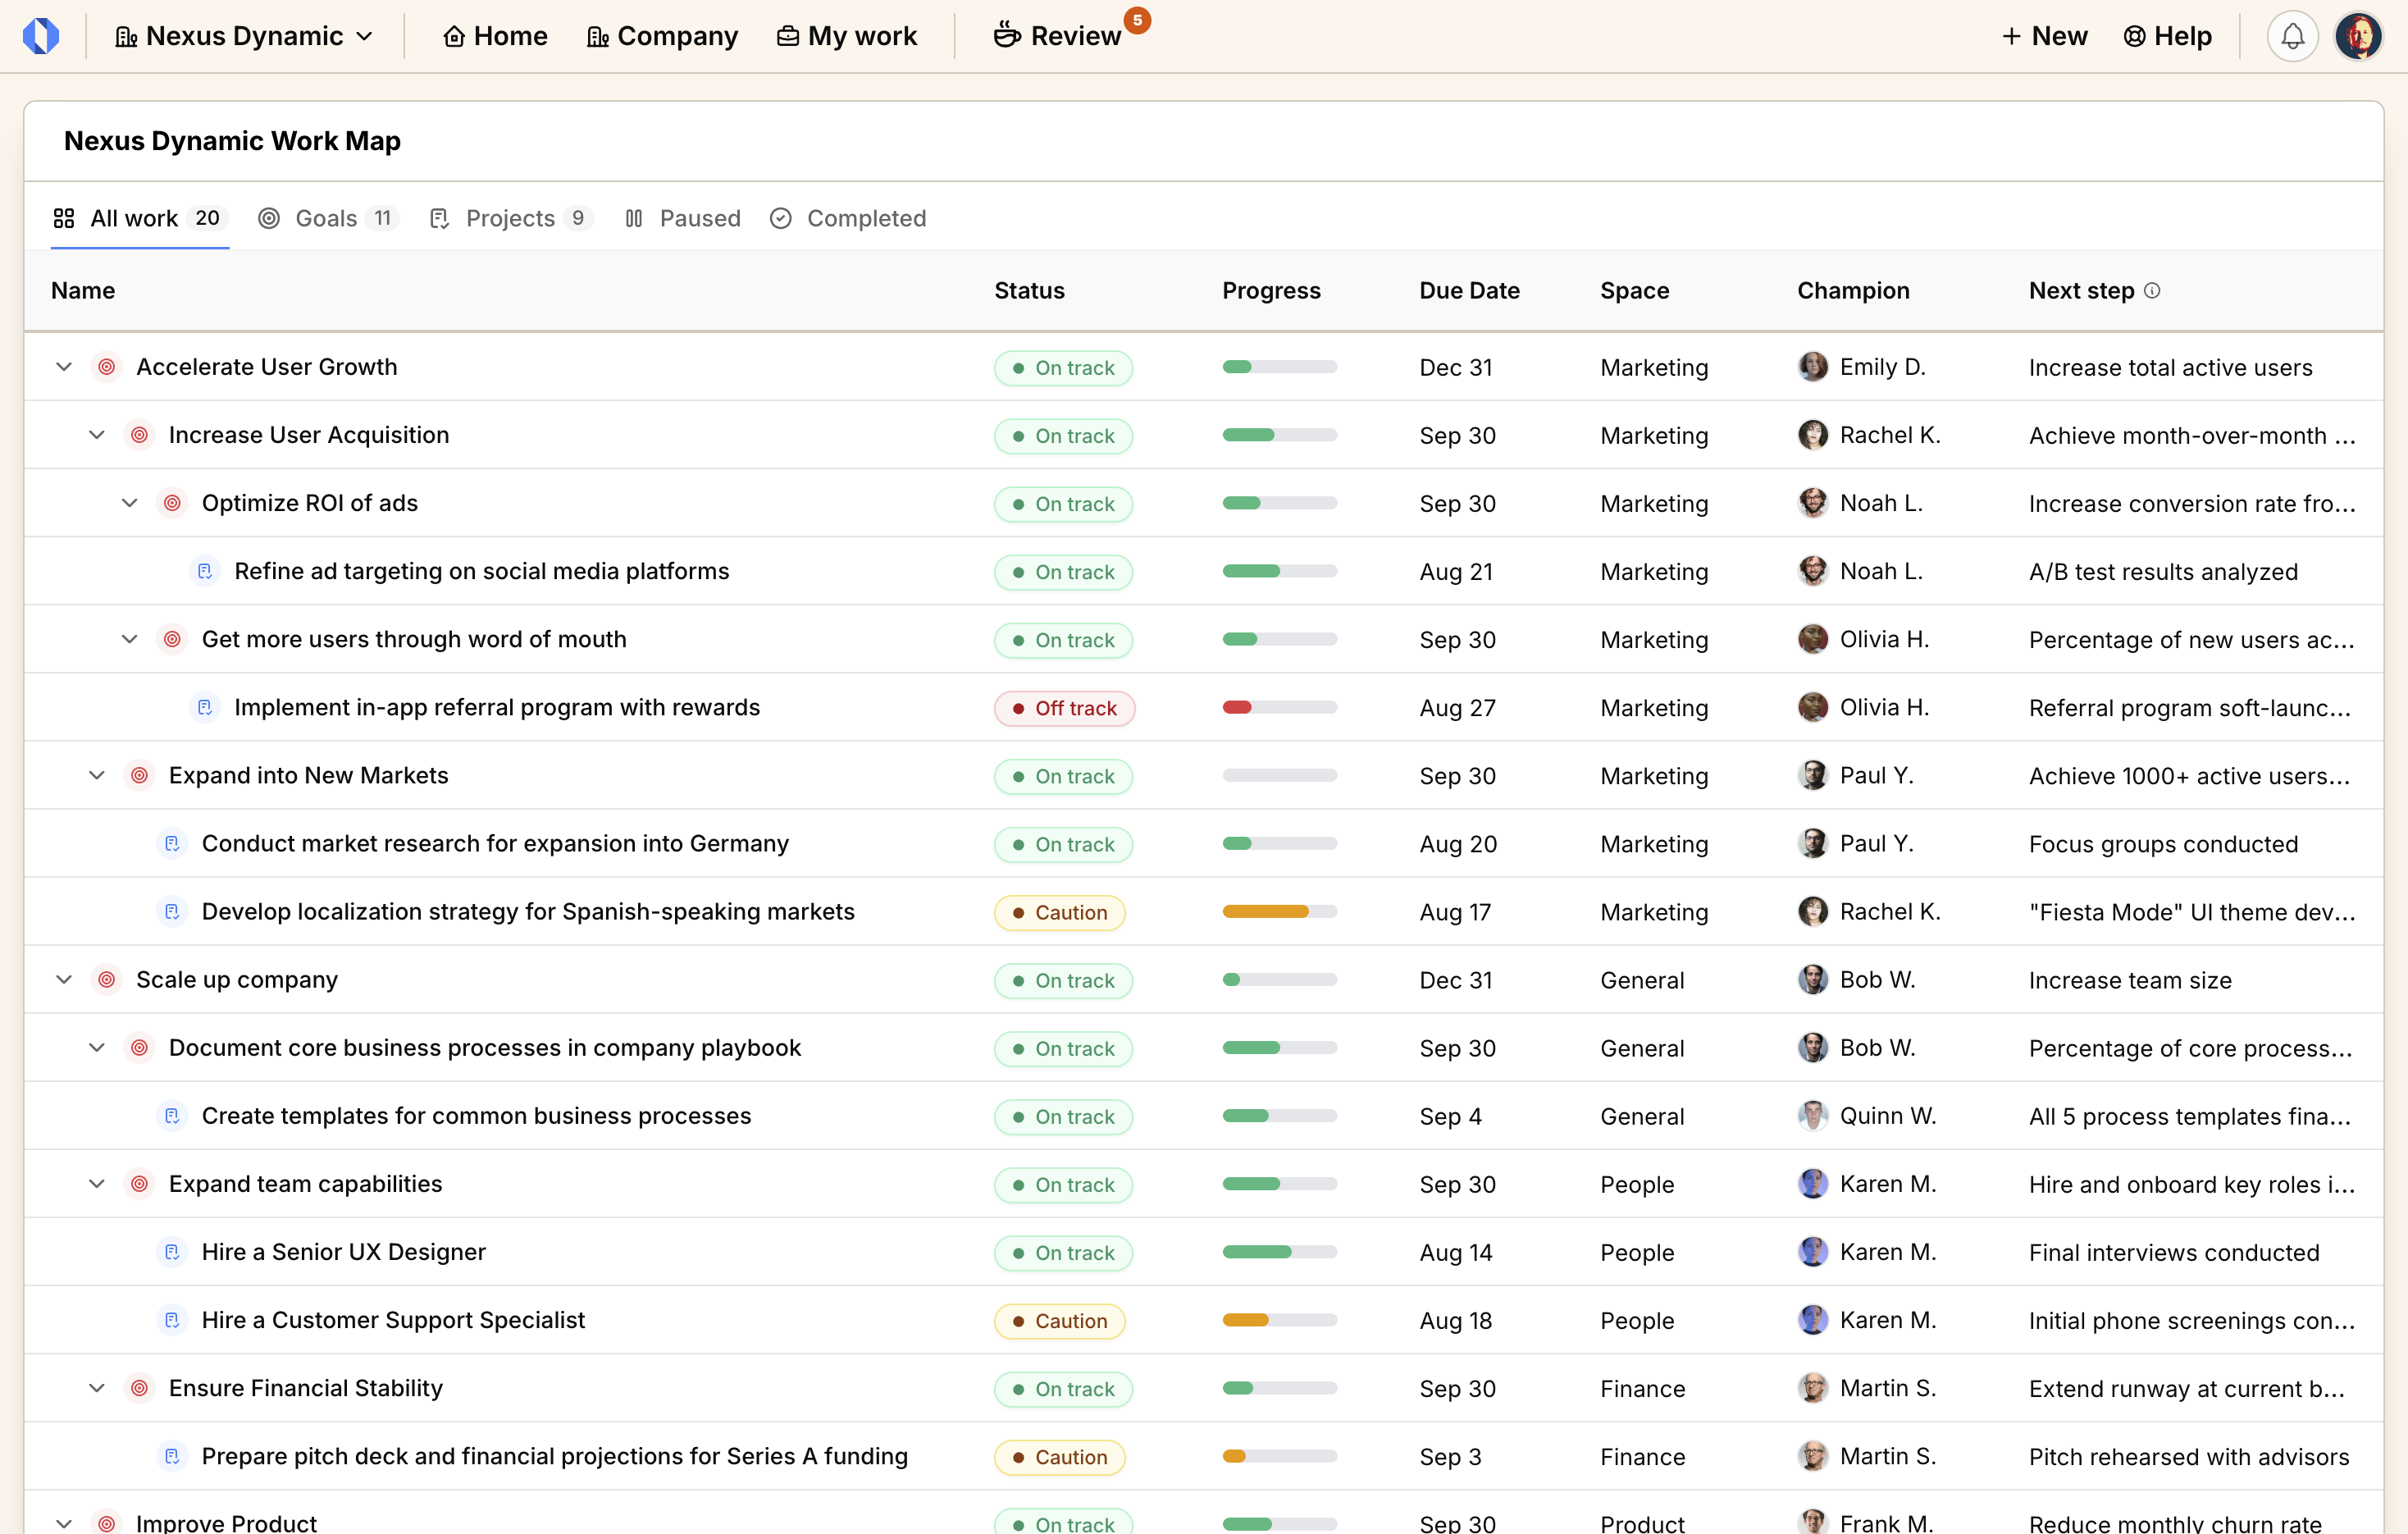 Nexus Dynamic Home Company My work Review 5 + New Help
Nexus Dynamic Work Map
All work 20 Goals 11 Projects 9 Paused Completed
Name Status Progress Due Date Space Champion Next step
Accelerate User Growth On track Dec 31 Marketing Emily D. Increase total active users
Increase User Acquisition On track Sep 30 Marketing Rachel K. Achieve month-over-month ...
Optimize ROI of ads On track Sep 30 Marketing Noah L. Increase conversion rate fro...
Refine ad targeting on social media platforms On track Aug 21 Marketing Noah L. A/B test results analyzed
Get more users through word of mouth On track Sep 30 Marketing Olivia H. Percentage of new users ac...
Implement in-app referral program with rewards Off track Aug 27 Marketing Olivia H. Referral program soft-launc...
Expand into New Markets On track Sep 30 Marketing Paul Y. Achieve 1000+ active users...
Conduct market research for expansion into Germany On track Aug 20 Marketing Paul Y. Focus groups conducted
Develop localization strategy for Spanish-speaking markets Caution Aug 17 Marketing Rachel K. "Fiesta Mode" UI theme dev...
Scale up company On track Dec 31 General Bob W. Increase team size
Document core business processes in company playbook On track Sep 30 General Bob W. Percentage of core process...
Create templates for common business processes On track Sep 4 General Quinn W. All 5 process templates fina...
Expand team capabilities On track Sep 30 People Karen M. Hire and onboard key roles i...
Hire a Senior UX Designer On track Aug 14 People Karen M. Final interviews conducted
Hire a Customer Support Specialist Caution Aug 18 People Karen M. Initial phone screenings con...
Ensure Financial Stability On track Sep 30 Finance Martin S. Extend runway at current b...
Prepare pitch deck and financial projections for Series A funding Caution Sep 3 Finance Martin S. Pitch rehearsed with advisors
Improve Product On track Sep 30 Product Frank M. Reduce monthly churn rate